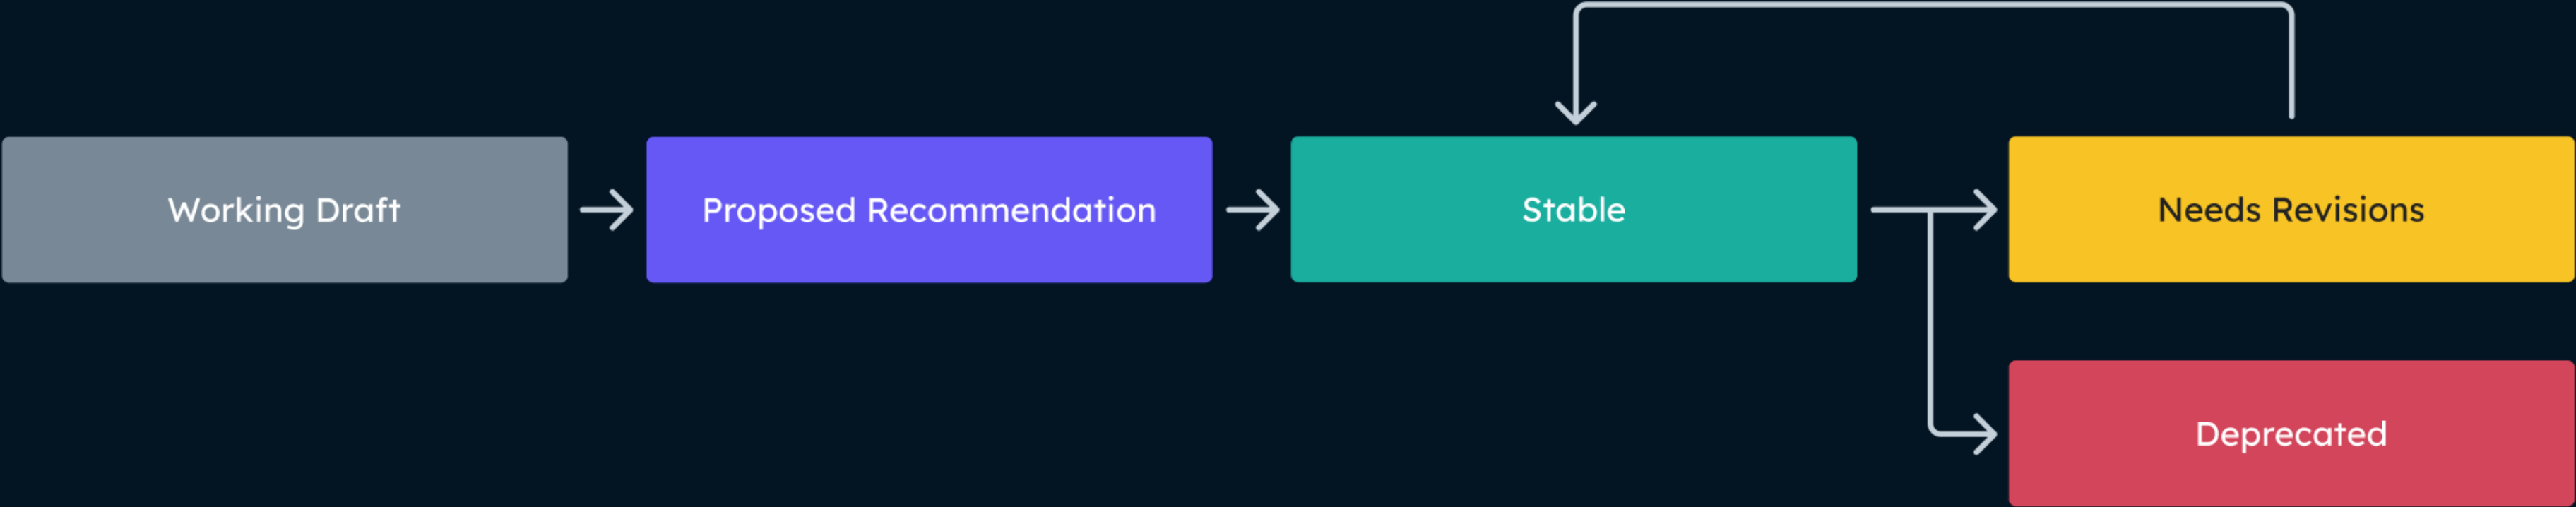 Working Draft
Proposed Recommendation
Stable
Needs Revisions
Deprecated